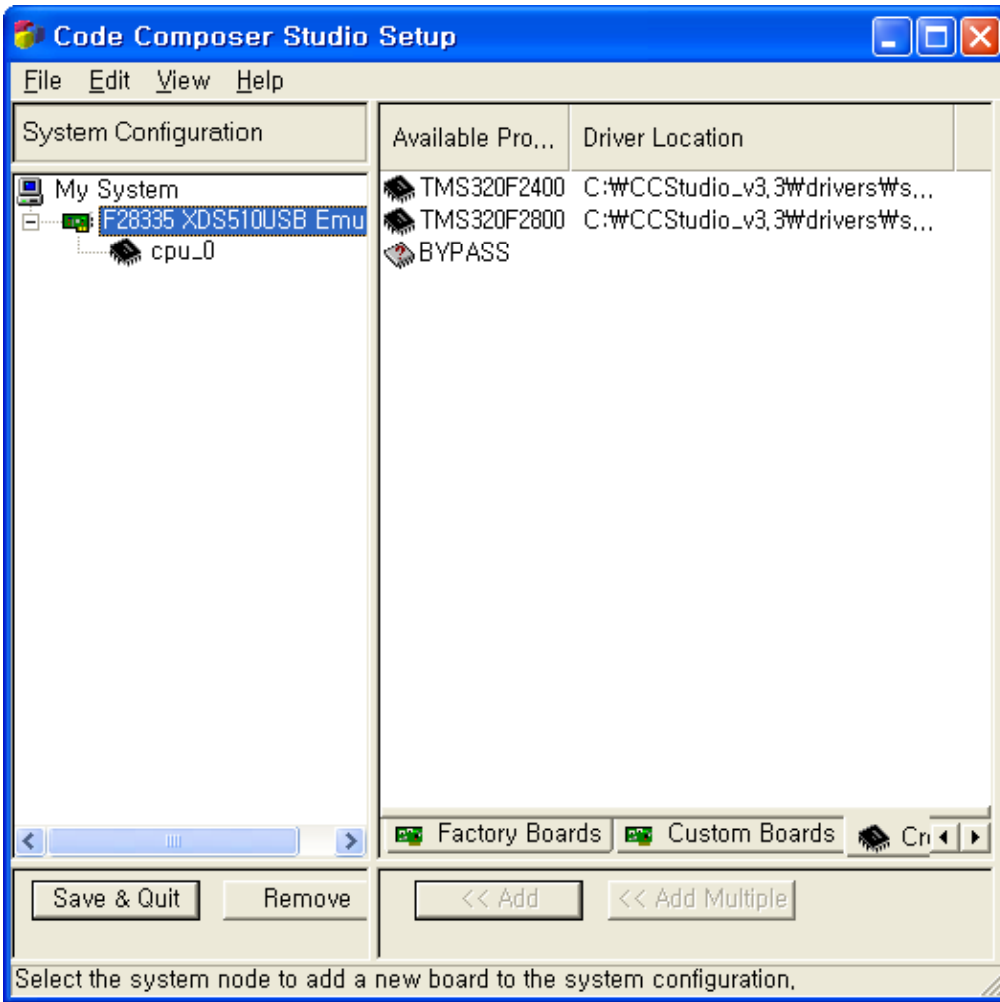 Code Composer Studio Setup
File Edit View Help
System Configuration
Available Pro...
Driver Location
My System
F28335 XDS510USB Emu
cpu_0
TMS320F2400 C:₩CCStudio_v3.3₩drivers₩s...
TMS320F2800 C:₩CCStudio_v3.3₩drivers₩s...
BYPASS
Factory Boards
Custom Boards
Cr
Save & Quit
Remove
<< Add
<< Add Multiple
Select the system node to add a new board to the system configuration.